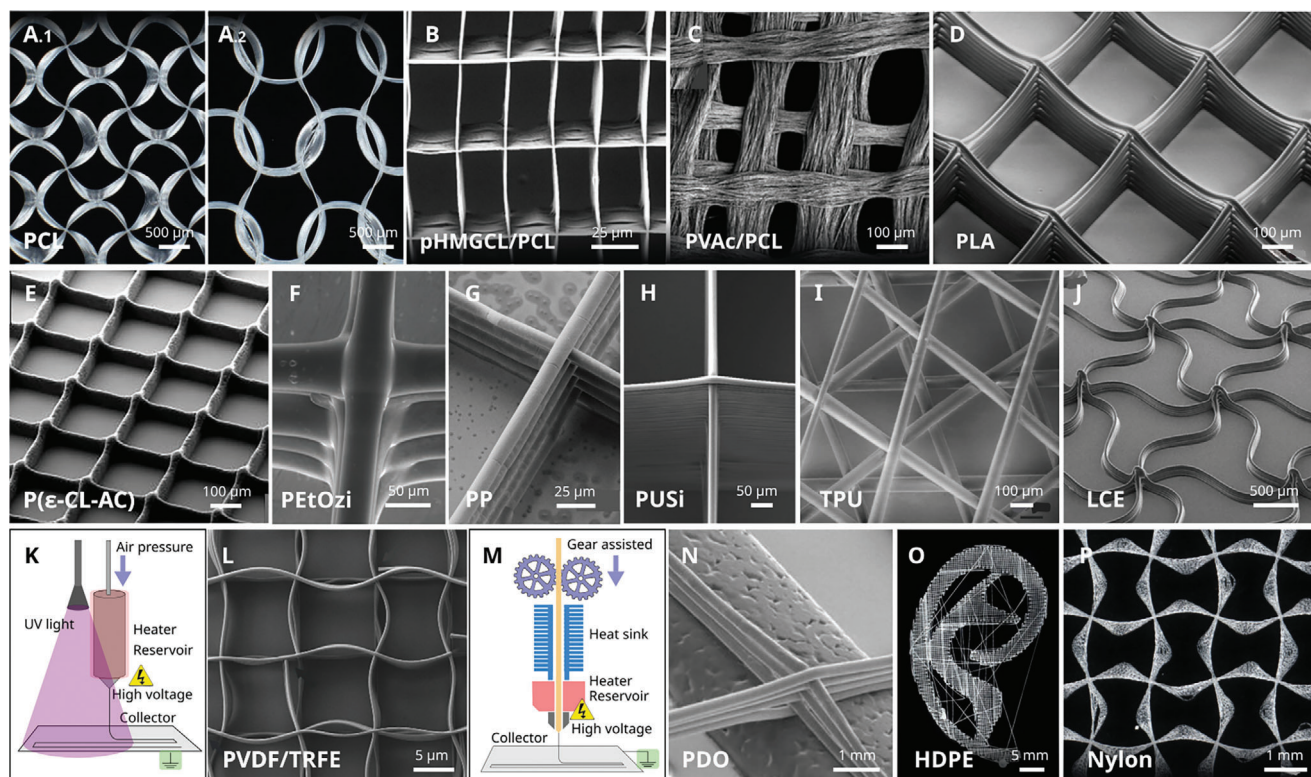 A.1
A.2
B
C
D
PCL
500 µm
500 µm
pHMGCL/PCL
25 µm
PVAc/PCL
100 µm
PLA
100 µm
E
F
G
H
I
J
P(ε-CL-AC)
100 µm
PEtOzi
50 µm
PP
25 µm
PUSi
50 µm
TPU
100 µm
LCE
500 µm
K
Air pressure
UV light
Heater
Reservoir
High voltage
Collector
L
PVDF/TRFE
5 µm
M
Gear assisted
Heat sink
Heater
Reservoir
High voltage
Collector
N
PDO
1 mm
O
HDPE
5 mm
P
Nylon
1 mm